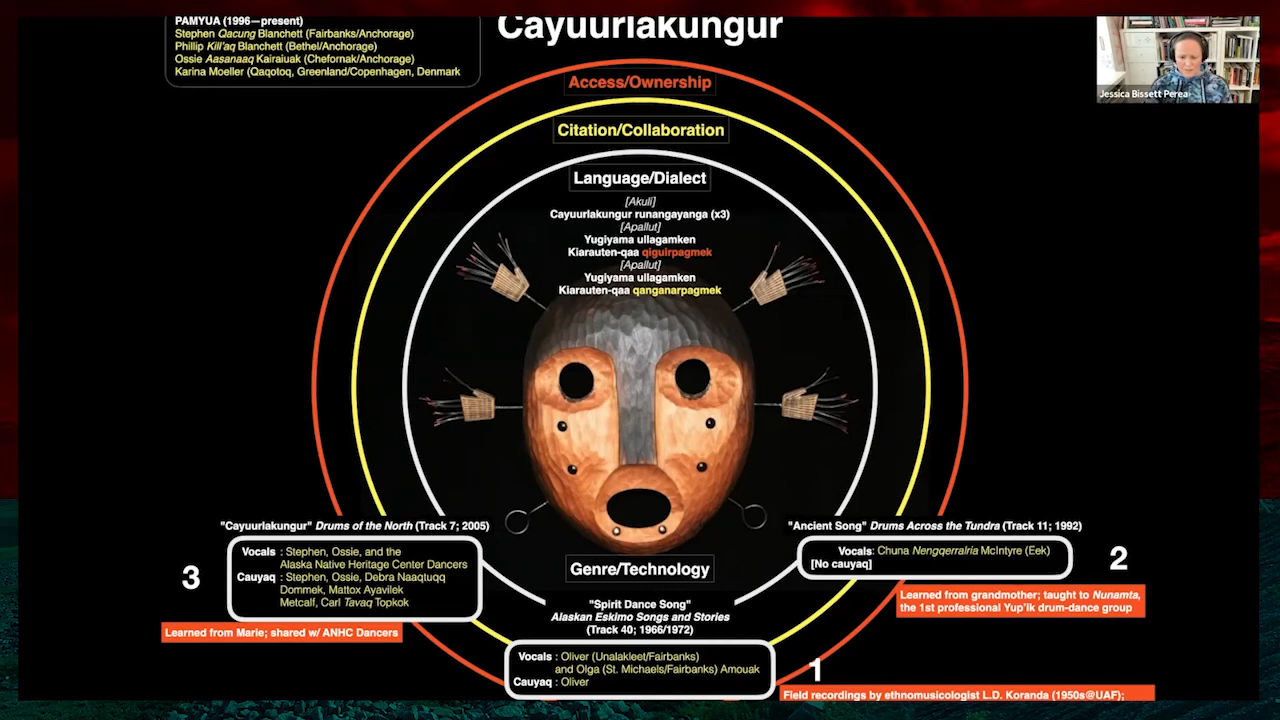 Cayuurlakungur
PAMYUA (1996—present)
Stephen Qacung Blanchett (Fairbanks/Anchorage)
Phillip Kill'aq Blanchett (Bethel/Anchorage)
Ossie Aasanaaq Kairaiuak (Chefornak/Anchorage)
Karina Moeller (Qaqotoq, Greenland/Copenhagen, Denmark
Jessica Bissett Perea
Access/Ownership
Citation/Collaboration
Language/Dialect
[Akuli]
Cayuurlakungur runangayanga (x3)
[Apallut]
Yugiyama ullagamken
Kiarauten-qaa qiguirpagmek
[Apallut]
Yugiyama ullagamken
Kiarauten-qaa qanganarpagmek
"Cayuurlakungur" Drums of the North (Track 7; 2005)
Vocals : Stephen, Ossie, and the
Alaska Native Heritage Center Dancers
Cauyaq : Stephen, Ossie, Debra Naaqtuqq
Dommek, Mattox Ayavilek
Metcalf, Carl Tavaq Topkok
3
Learned from Marie; shared w/ ANHC Dancers
"Ancient Song" Drums Across the Tundra (Track 11; 1992)
Vocals: Chuna Nengqerralria McIntyre (Eek)
[No cauyaq]
2
Learned from grandmother; taught to Nunamta,
the 1st professional Yup'ik drum-dance group
Genre/Technology
"Spirit Dance Song"
Alaskan Eskimo Songs and Stories
(Track 40; 1966/1972)
Vocals : Oliver (Unalakleet/Fairbanks)
and Olga (St. Michaels/Fairbanks) Amouak
Cauyaq : Oliver
1
Field recordings by ethnomusicologist L.D. Koranda (1950s@UAF);